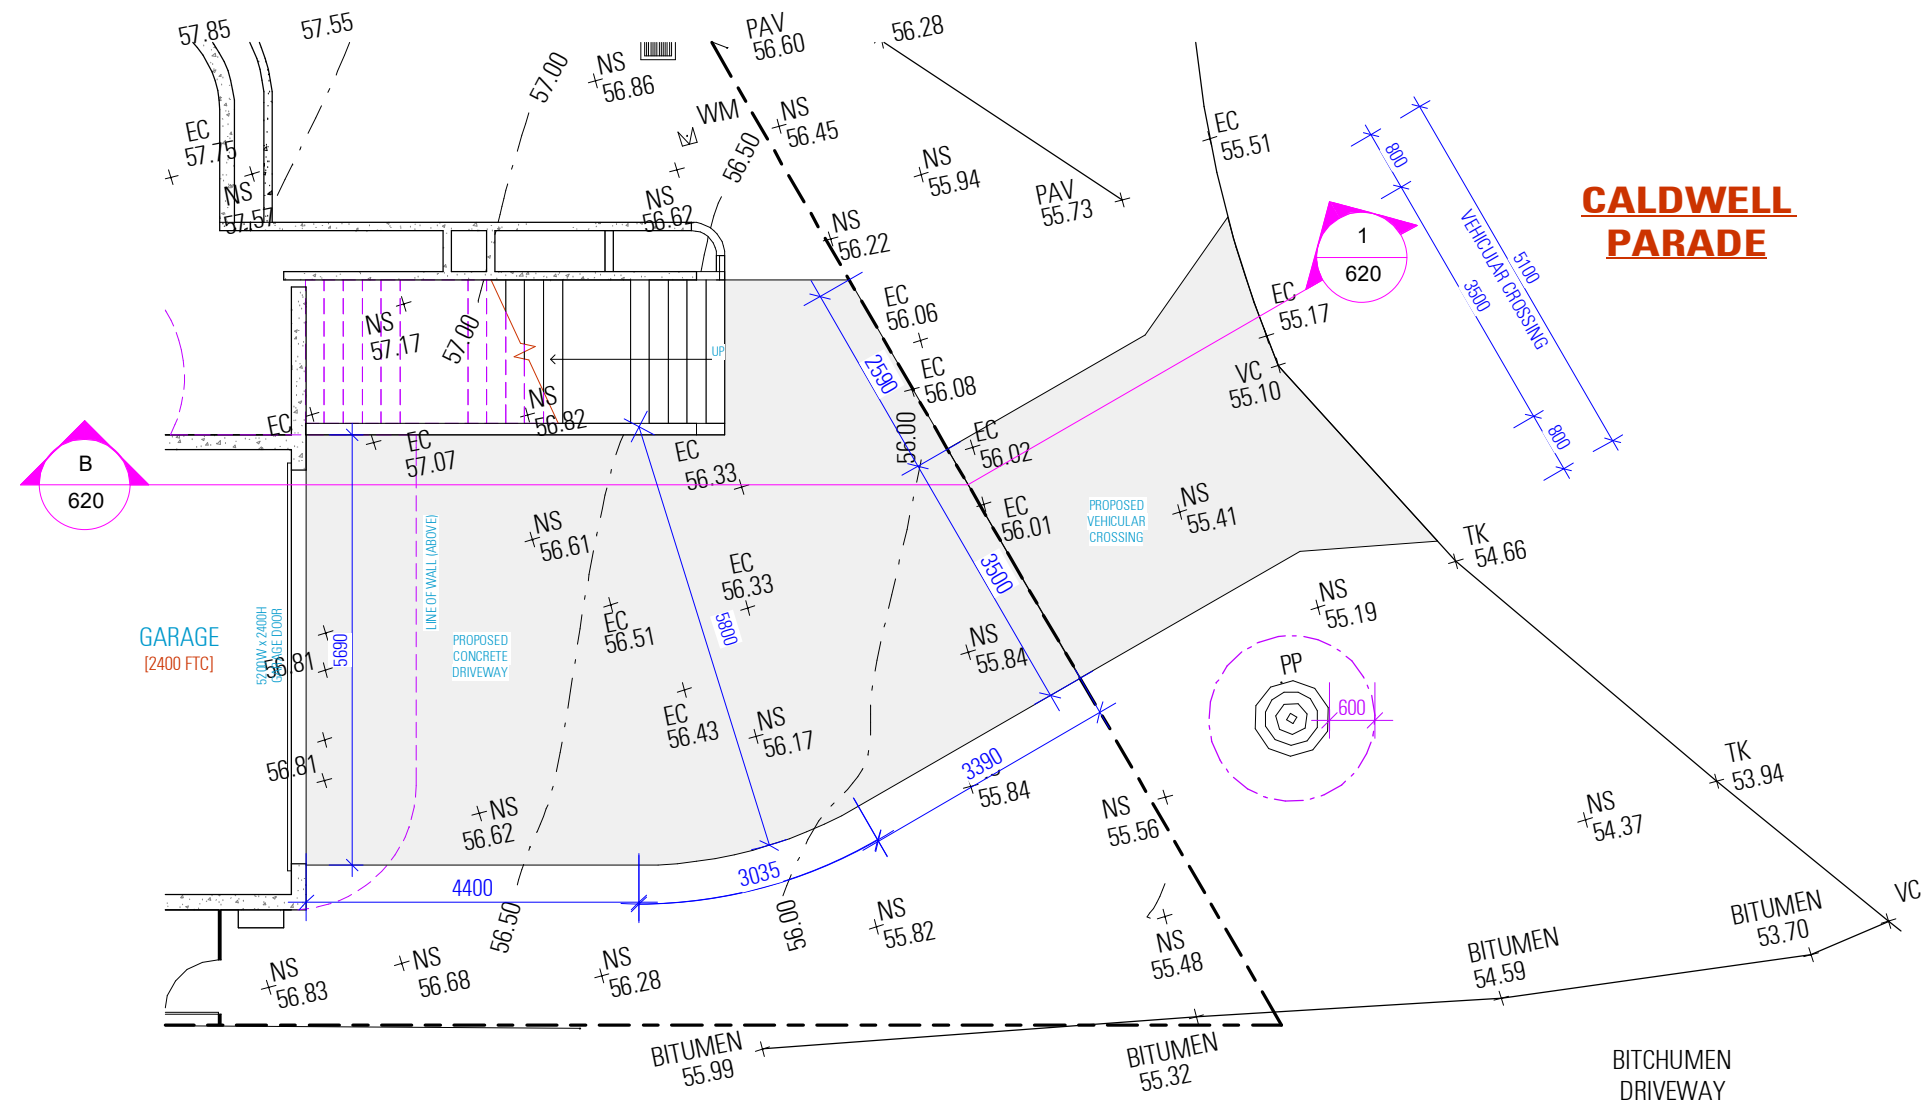 57.85
57.55
PAV
56.60
56.28
NS
56.86
57.00
WM
NS
56.45
56.50
EC
57.75
NS
57.57
NS
56.62
NS
55.94
PAV
55.73
EC
55.51
NS
56.22
800
VEHICULAR CROSSING
5100
3500
800
CALDWELL
PARADE
1
620
EC
56.06
EC
55.17
NS
57.17
57.00
UP
2590
EC
56.08
VC
55.10
NS
56.82
EC
EC
57.07
EC
56.33
56.00
EC
56.02
B
620
EC
56.01
NS
55.41
PROPOSED
VEHICULAR
CROSSING
LINE OF WALL (ABOVE)
NS
56.61
EC
56.33
3500
TK
54.66
NS
55.19
GARAGE
[2400 FTC]
5200W x 2400H
GARAGE DOOR
56.81
5690
PROPOSED
CONCRETE
DRIVEWAY
EC
56.51
5800
NS
55.84
PP
600
EC
56.43
NS
56.17
56.81
3390
55.84
TK
53.94
NS
56.62
NS
55.56
NS
54.37
4400
3035
56.50
56.00
NS
55.82
BITUMEN
53.70
VC
NS
56.83
NS
56.68
NS
56.28
NS
55.48
BITUMEN
54.59
BITUMEN
55.99
BITUMEN
55.32
BITCHUMEN
DRIVEWAY